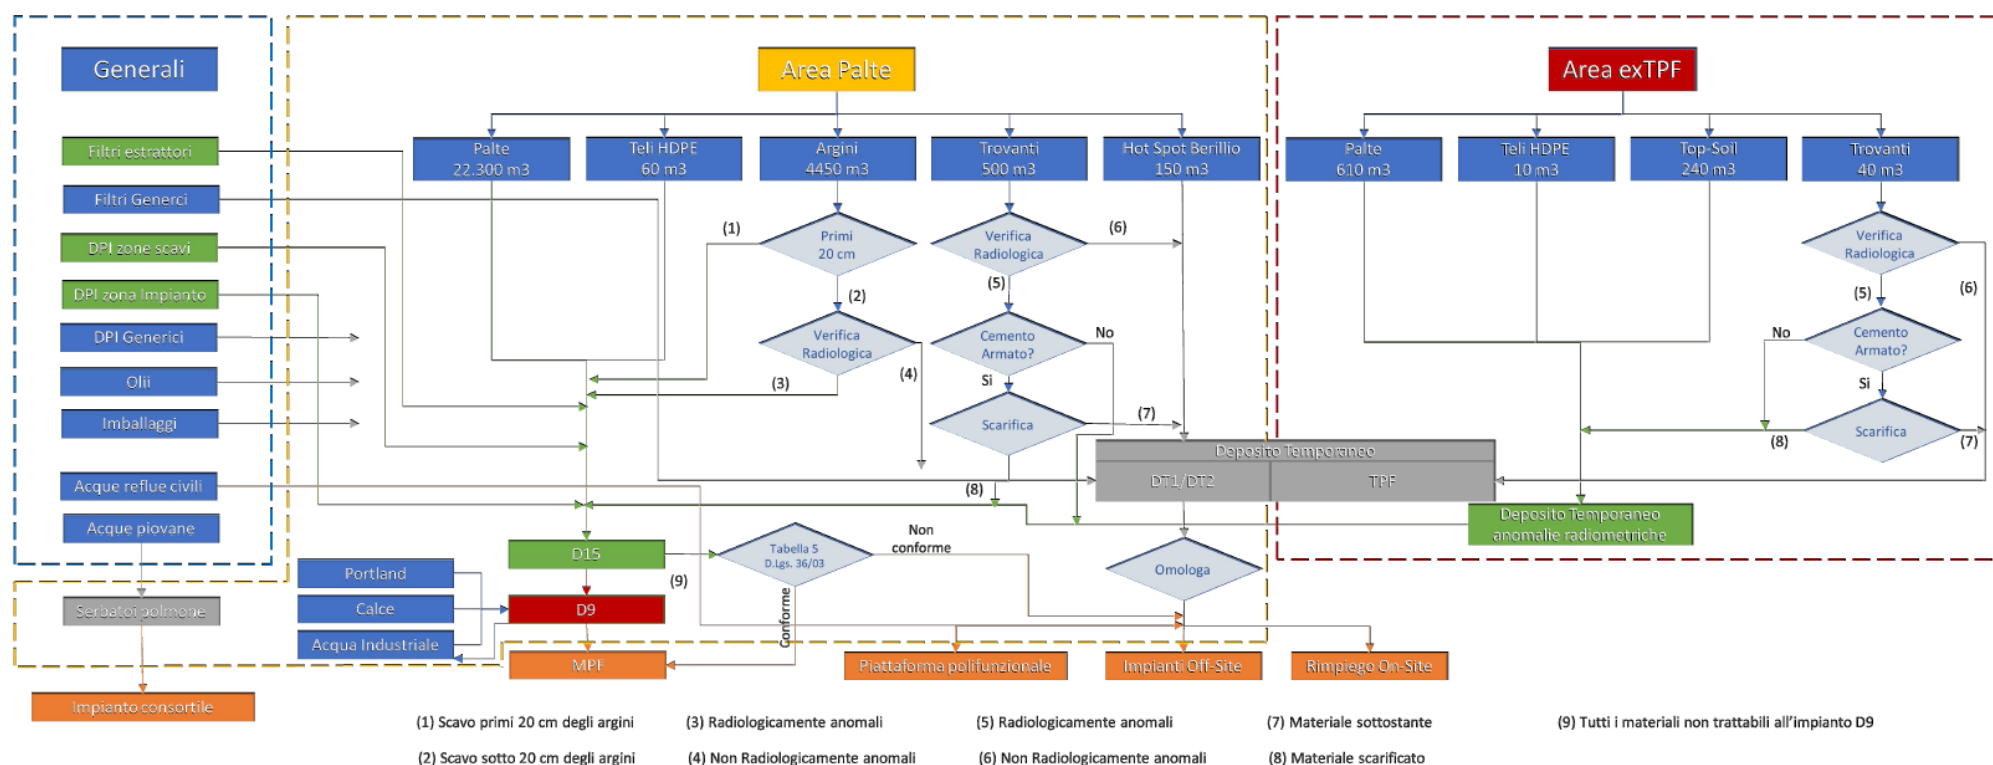 Generali
Filtri estrattori
Filtri Generci
DPI zone scavi
DPI zona Impianto
DPI Generici
Olii
Imballaggi
Acque reflue civili
Acque piovane
Serbatoi polmone
Impianto consortile
Area Palte
Palte
22.300 m3
Teli HDPE
60 m3
Argini
4450 m3
Trovanti
500 m3
Hot Spot Berillio
150 m3
(1)
Primi
20 cm
(2)
Verifica
Radiologica
(3)
(4)
Verifica
Radiologica
(6)
(5)
Cemento
Armato?
No
Si
Scarifica
(7)
(8)
Deposito Temporaneo
DT1/DT2
TPF
Omologa
D15
(9)
Tabella 5
D.Lgs. 36/03
Non
conforme
Conforme
Portland
Calce
Acqua Industriale
D9
MPF
Piattaforma polifunzionale
Impianti Off-Site
Rimpiego On-Site
Area exTPF
Palte
610 m3
Teli HDPE
10 m3
Top-Soil
240 m3
Trovanti
40 m3
Verifica
Radiologica
(5)
(6)
No
Cemento
Armato?
Si
Scarifica
(8)
(7)
Deposito Temporaneo
anomalie radiometriche
(1) Scavo primi 20 cm degli argini
(3) Radiologicamente anomali
(5) Radiologicamente anomali
(7) Materiale sottostante
(9) Tutti i materiali non trattabili all'impianto D9
(2) Scavo sotto 20 cm degli argini
(4) Non Radiologicamente anomali
(6) Non Radiologicamente anomali
(8) Materiale scarificato